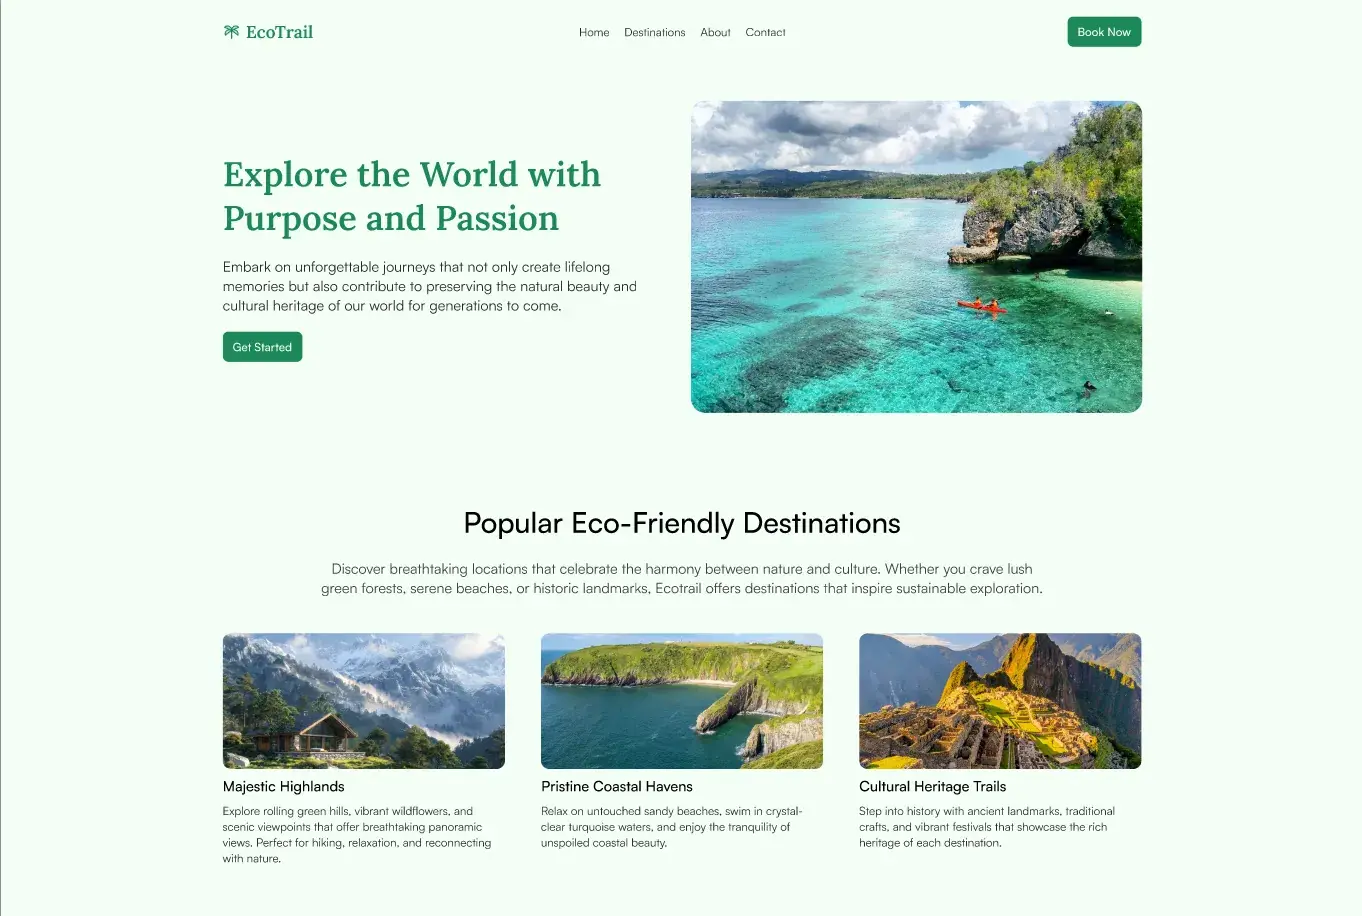 EcoTrail
Home
Destinations
About
Contact
Book Now
Explore the World with
Purpose and Passion
Embark on unforgettable journeys that not only create lifelong
memories but also contribute to preserving the natural beauty and
cultural heritage of our world for generations to come.
Get Started
Popular Eco-Friendly Destinations
Discover breathtaking locations that celebrate the harmony between nature and culture. Whether you crave lush
green forests, serene beaches, or historic landmarks, Ecotrail offers destinations that inspire sustainable exploration.
Majestic Highlands
Explore rolling green hills, vibrant wildflowers, and
scenic viewpoints that offer breathtaking panoramic
views. Perfect for hiking, relaxation, and reconnecting
with nature.
Pristine Coastal Havens
Relax on untouched sandy beaches, swim in crystal-
clear turquoise waters, and enjoy the tranquility of
unspoiled coastal beauty.
Cultural Heritage Trails
Step into history with ancient landmarks, traditional
crafts, and vibrant festivals that showcase the rich
heritage of each destination.